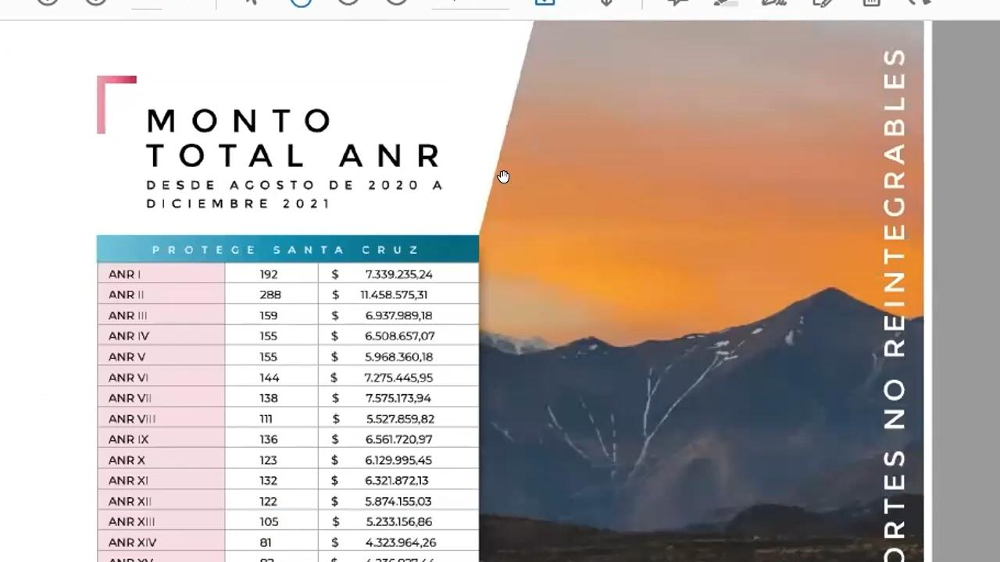 MONTO
TOTAL ANR
DESDE AGOSTO DE 2020 A
DICIEMBRE 2021
PROTEGE SANTA CRUZ
ANR I 192 $ 7.339.235,24
ANR II 288 $ 11.458.575,31
ANR III 159 $ 6.937.989,18
ANR IV 155 $ 6.508.657,07
ANR V 155 $ 5.968.360,18
ANR VI 144 $ 7.275.445,95
ANR VII 138 $ 7.575.173,94
ANR VIII 111 $ 5.527.859,82
ANR IX 136 $ 6.561.720,97
ANR X 123 $ 6.129.995,45
ANR XI 132 $ 6.321.872,13
ANR XII 122 $ 5.874.155,03
ANR XIII 105 $ 5.233.156,86
ANR XIV 81 $ 4.323.964,26
ANR XV
ORTES NO REINTEGRABLES